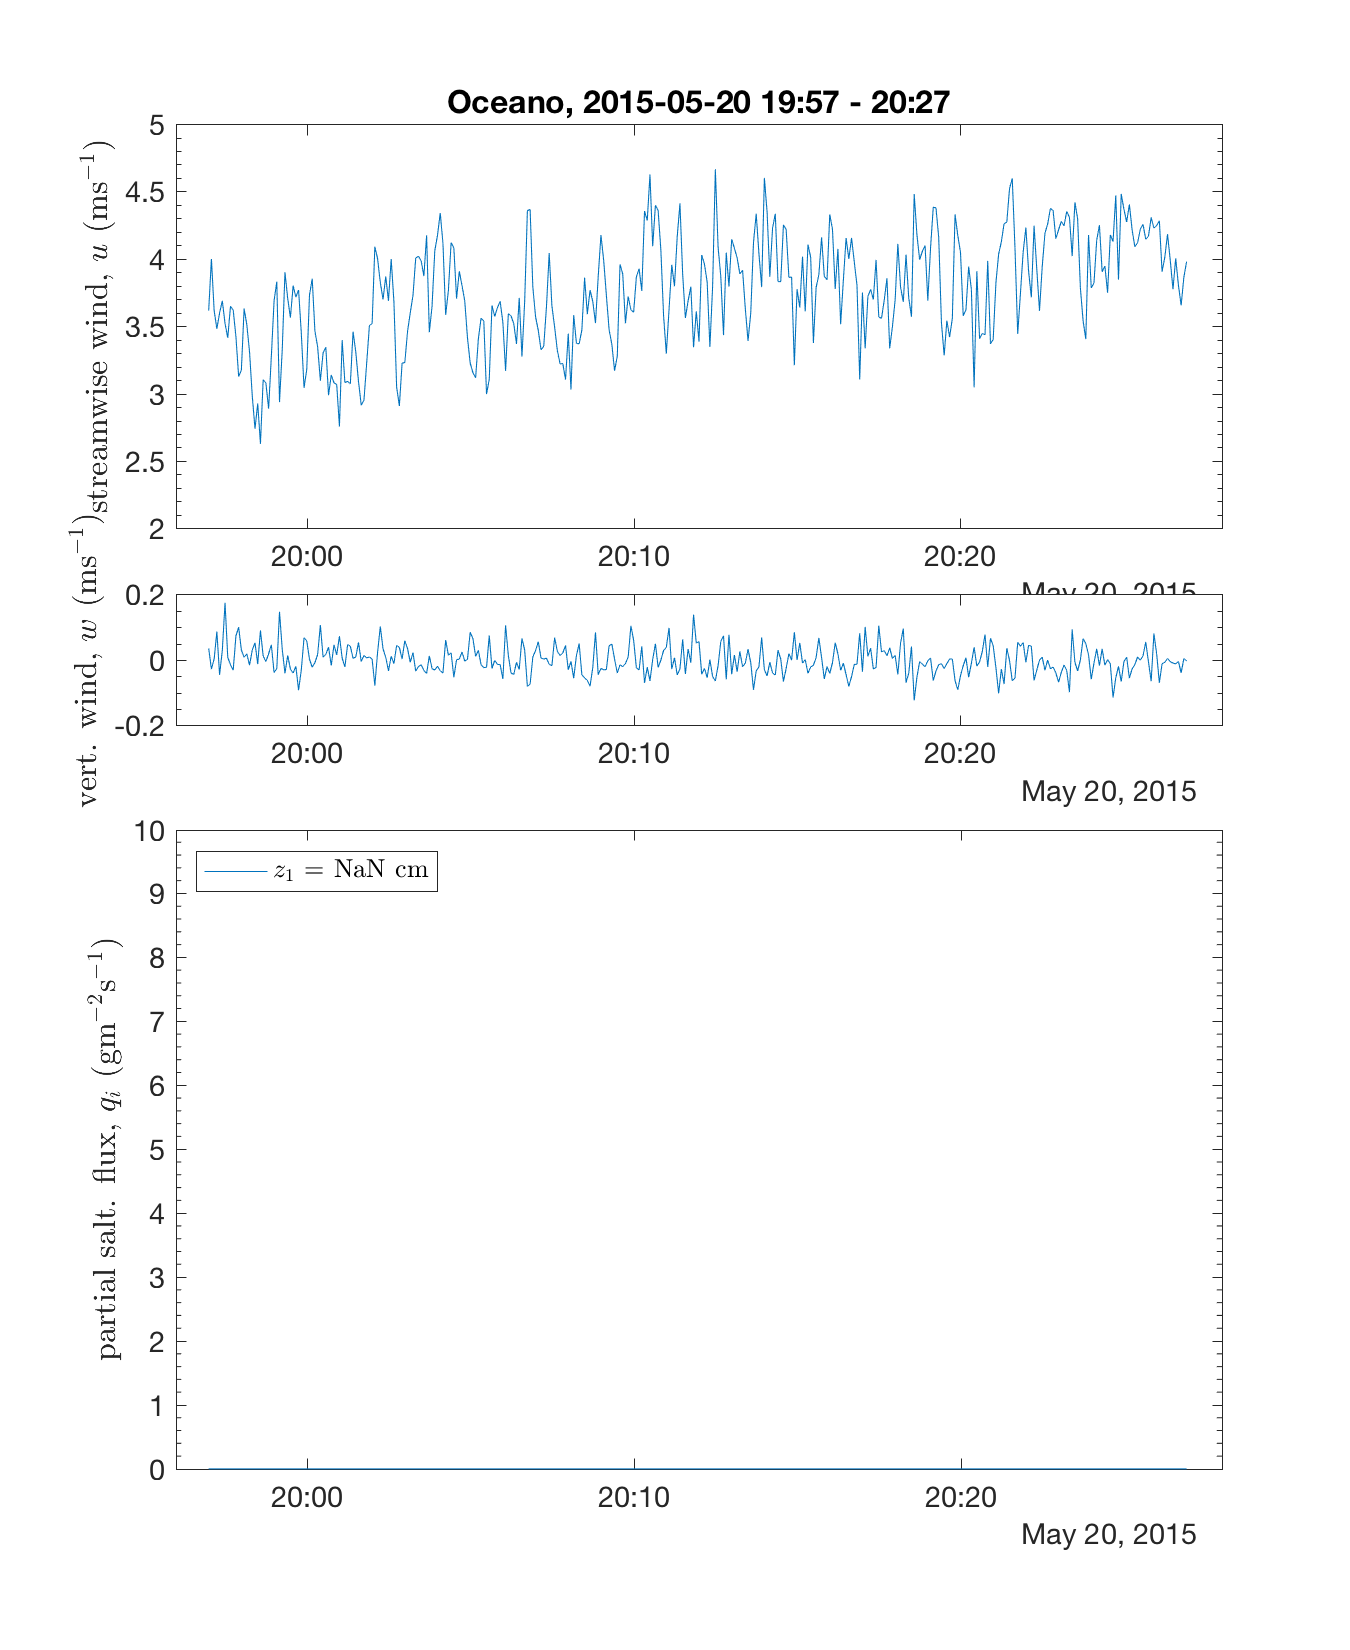 Oceano, 2015-05-20 19:57 - 20:27
streamwise wind, u (ms⁻¹)
5
4.5
4
3.5
3
2.5
2
20:00 20:10 20:20
May 20, 2015
vert. wind, w (ms⁻¹)
0.2
0
-0.2
20:00 20:10 20:20
May 20, 2015
partial salt. flux, qᵢ (gm⁻²s⁻¹)
10
9
8
7
6
5
4
3
2
1
0
z₁ = NaN cm
20:00 20:10 20:20
May 20, 2015